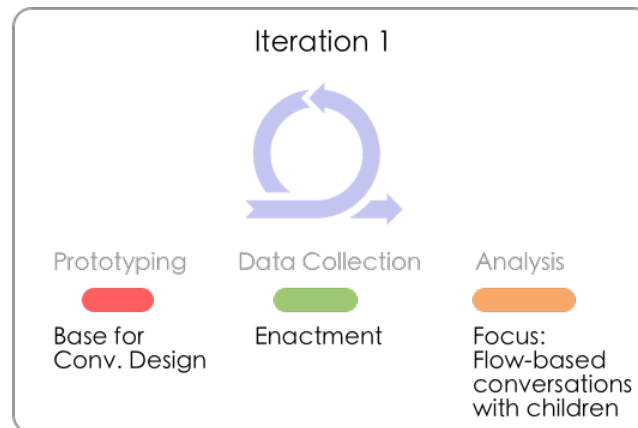 Iteration 1
Prototyping
Data Collection
Analysis
Base for
Conv. Design
Enactment
Focus:
Flow-based
conversations
with children